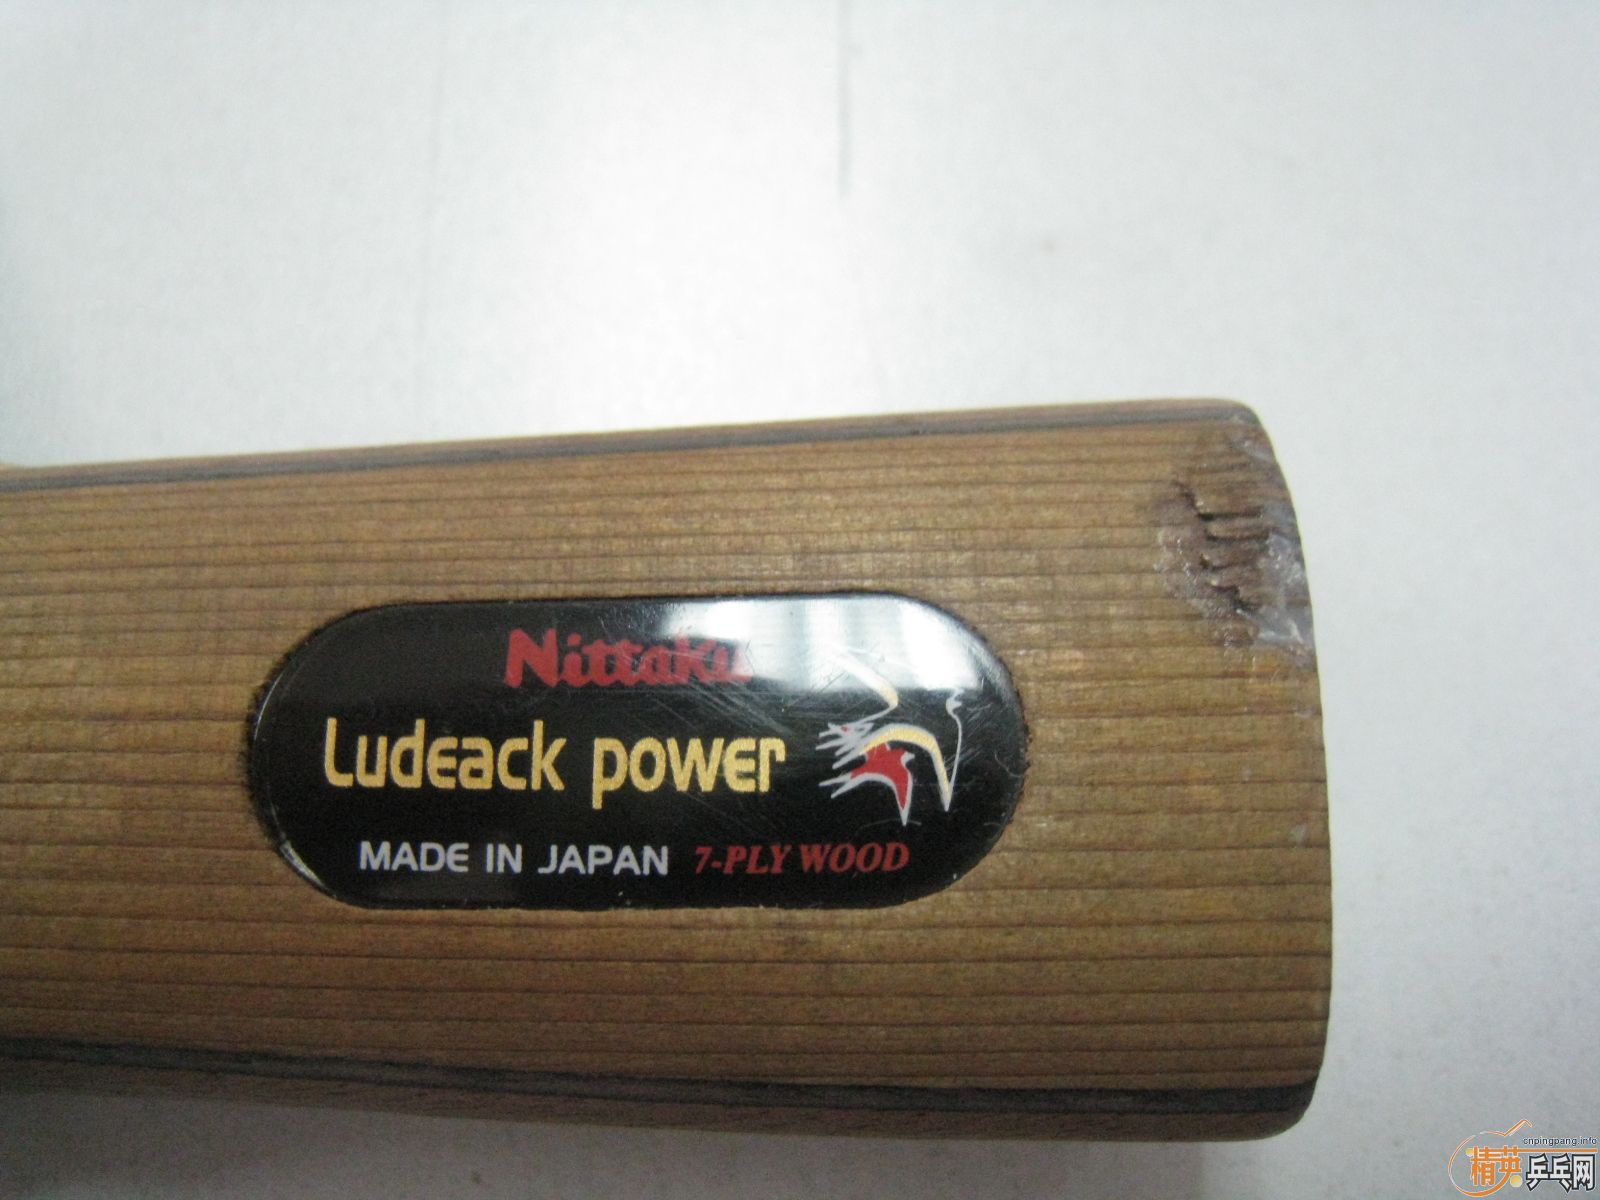 Nittaku
Ludeack power
MADE IN JAPAN 7-PLY WOOD
cnpingpang.info
精英乒乓网